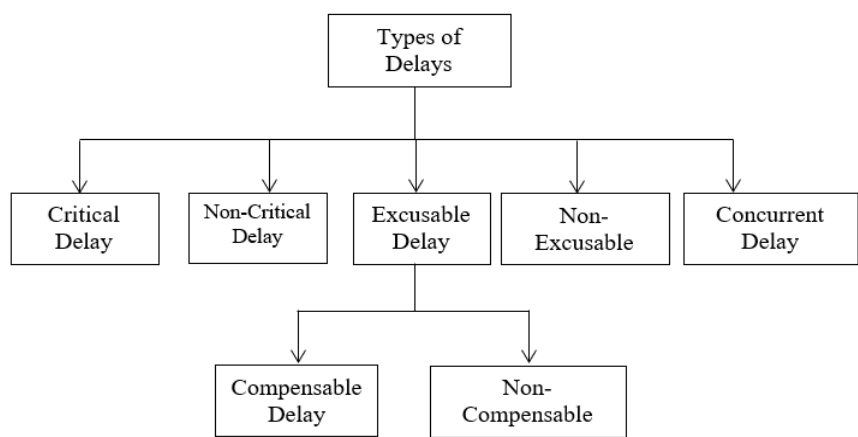 Types of
Delays
Critical
Delay
Non-Critical
Delay
Excusable
Delay
Non-
Excusable
Concurrent
Delay
Compensable
Delay
Non-
Compensable